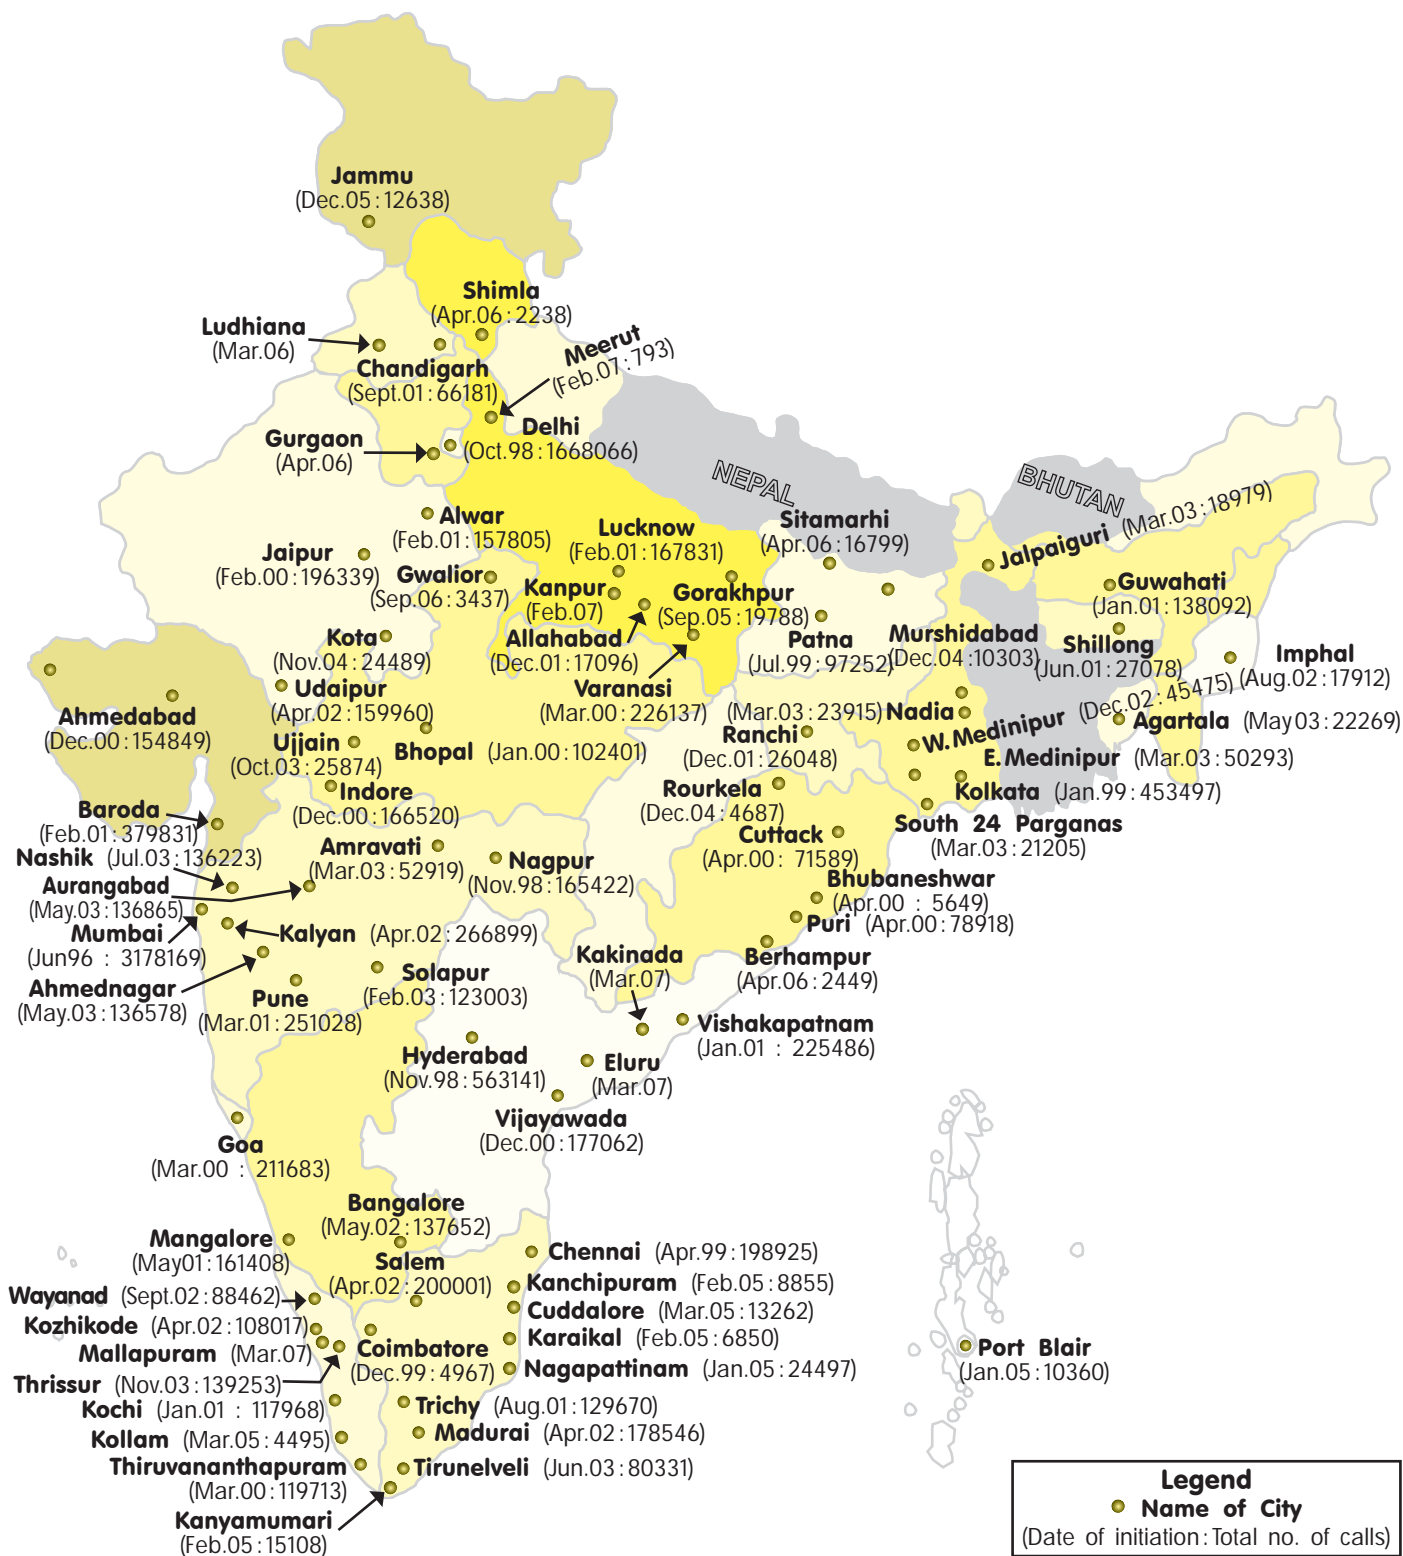 Jammu
(Dec.05:12638)
Shimla
(Apr.06:2238)
Ludhiana
(Mar.06)
Meerut
(Feb.07:793)
Chandigarh
(Sept.01:66181)
Delhi
(Oct.98:1668066)
Gurgaon
(Apr.06)
NEPAL
BHUTAN
Alwar
(Feb.01:157805)
Lucknow
(Feb.01:167831)
Sitamarhi
(Apr.06:16799)
Jalpaiguri (Mar.03:18979)
Jaipur
(Feb.00:196339)
Gwalior
(Sep.06:3437)
Kanpur
(Feb.07)
Gorakhpur
(Sep.05:19788)
Guwahati
(Jan.01:138092)
Kota
(Nov.04:24489)
Allahabad
(Dec.01:17096)
Patna
(Jul.99:97252)
Murshidabad
(Dec.04:10303)
Shillong
(Jun.01:27078)
Imphal
(Aug.02:17912)
Udaipur
(Apr.02:159960)
Varanasi
(Mar.00:226137)
(Mar.03:23915) Nadia
W. Medinipur (Dec.02:45475)
Agartala (May03:22269)
Ahmedabad
(Dec.00:154849)
Ujjain
(Oct.03:25874)
Bhopal (Jan.00:102401)
Ranchi
(Dec.01:26048)
E. Medinipur (Mar.03:50293)
Indore
(Dec.00:166520)
Rourkela
(Dec.04:4687)
Kolkata (Jan.99:453497)
Baroda
(Feb.01:379831)
South 24 Parganas
(Mar.03:21205)
Nashik (Jul.03:136223)
Amravati
(Mar.03:52919)
Nagpur
(Nov.98:165422)
Cuttack
(Apr.00: 71589)
Aurangabad
(May.03:136865)
Bhubaneshwar
(Apr.00 : 5649)
Puri (Apr.00:78918)
Mumbai
(Jun96 : 3178169)
Kalyan (Apr.02:266899)
Kakinada
(Mar.07)
Berhampur
(Apr.06:2449)
Ahmednagar
(May.03:136578)
Solapur
(Feb.03:123003)
Pune
(Mar.01:251028)
Vishakapatnam
(Jan.01 : 225486)
Hyderabad
(Nov.98:563141)
Eluru
(Mar.07)
Vijayawada
(Dec.00:177062)
Goa
(Mar.00 : 211683)
Bangalore
(May.02:137652)
Mangalore
(May01:161408)
Salem
(Apr.02:200001)
Chennai (Apr.99:198925)
Wayanad (Sept.02:88462)
Kanchipuram (Feb.05:8855)
Cuddalore (Mar.05:13262)
Kozhikode (Apr.02:108017)
Karaikal (Feb.05:6850)
Mallapuram (Mar.07)
Coimbatore
(Dec.99:4967)
Nagapattinam (Jan.05:24497)
Port Blair
(Jan.05:10360)
Thrissur (Nov.03:139253)
Kochi (Jan.01 : 117968)
Trichy (Aug.01:129670)
Kollam (Mar.05:4495)
Madurai (Apr.02:178546)
Thiruvananthapuram
(Mar.00:119713)
Tirunelveli (Jun.03:80331)
Kanyamumari
(Feb.05:15108)
Legend
Name of City
(Date of initiation:Total no. of calls)